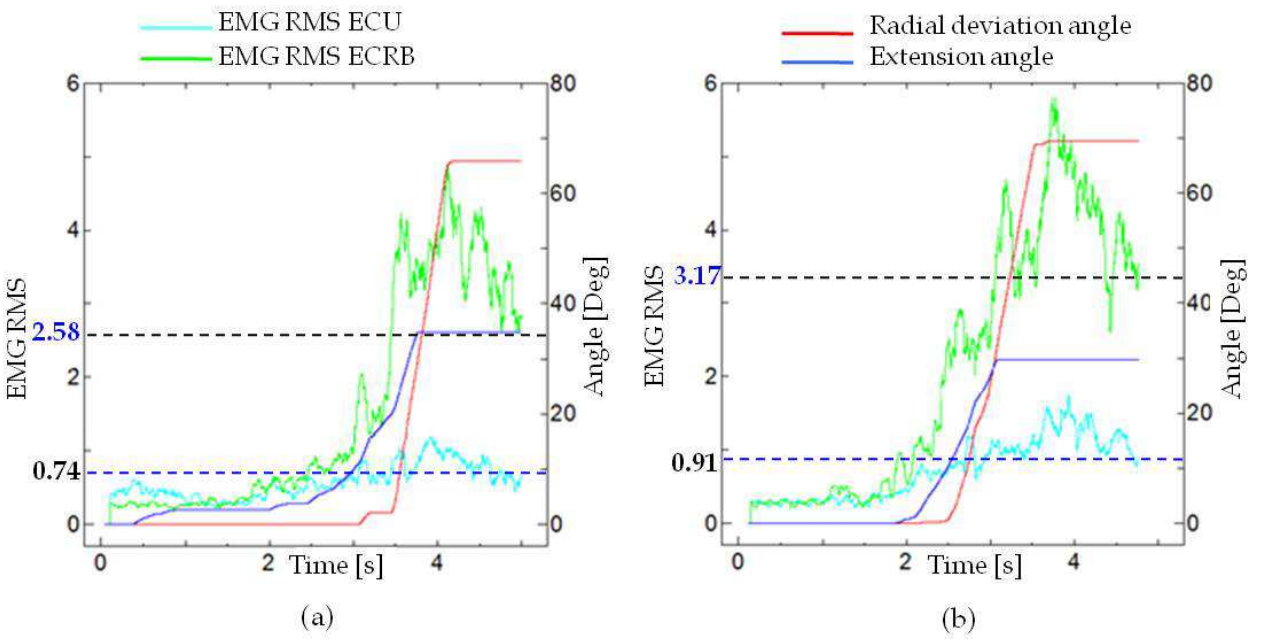 EMG RMS ECU
EMG RMS ECRB
Radial deviation angle
Extension angle
6
4
2
0
EMG RMS
2.58
0.74
80
60
40
20
0
Angle [Deg]
0
2
4
Time [s]
(a)
6
4
2
0
EMG RMS
3.17
0.91
80
60
40
20
0
Angle [Deg]
0
2
4
Time [s]
(b)